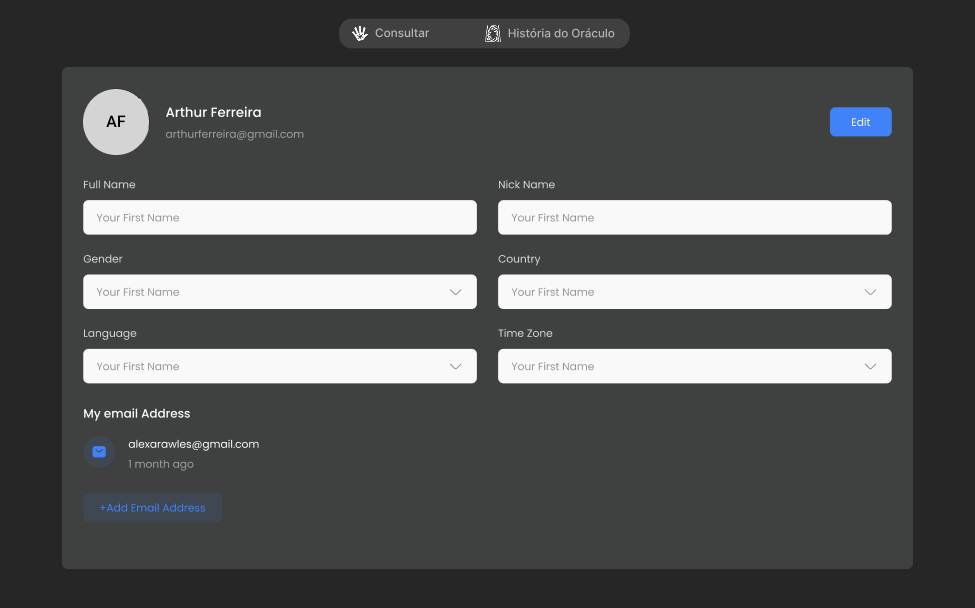 Consultar
História do Oráculo
AF
Arthur Ferreira
arthurferreira@gmail.com
Edit
Full Name
Nick Name
Your First Name
Your First Name
Gender
Country
Your First Name
Your First Name
Language
Time Zone
Your First Name
Your First Name
My email Address
alexarawles@gmail.com
1 month ago
+Add Email Address